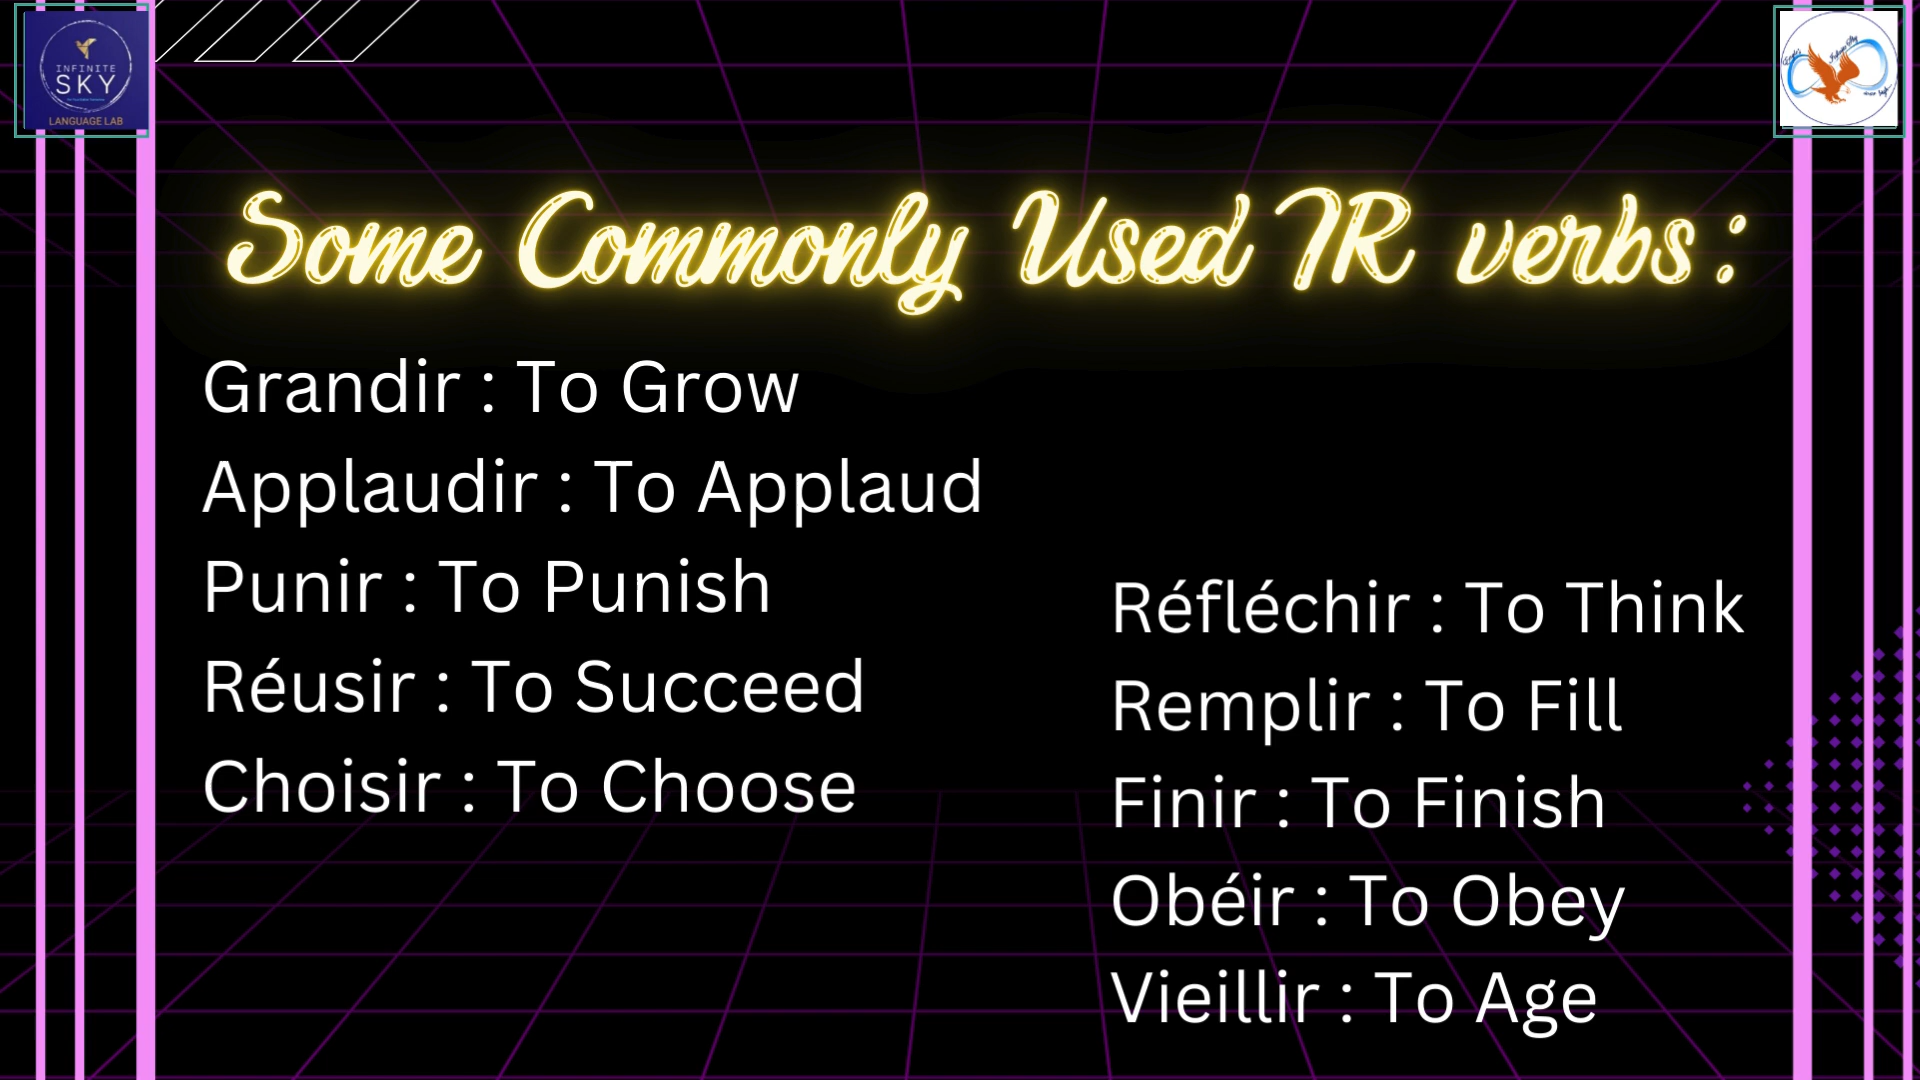 INFINITE
SKY
LANGUAGE LAB
Some Commonly Used IR verbs :
Grandir : To Grow
Applaudir : To Applaud
Punir : To Punish
Réusir : To Succeed
Choisir : To Choose
Réfléchir : To Think
Remplir : To Fill
Finir : To Finish
Obéir : To Obey
Vieillir : To Age